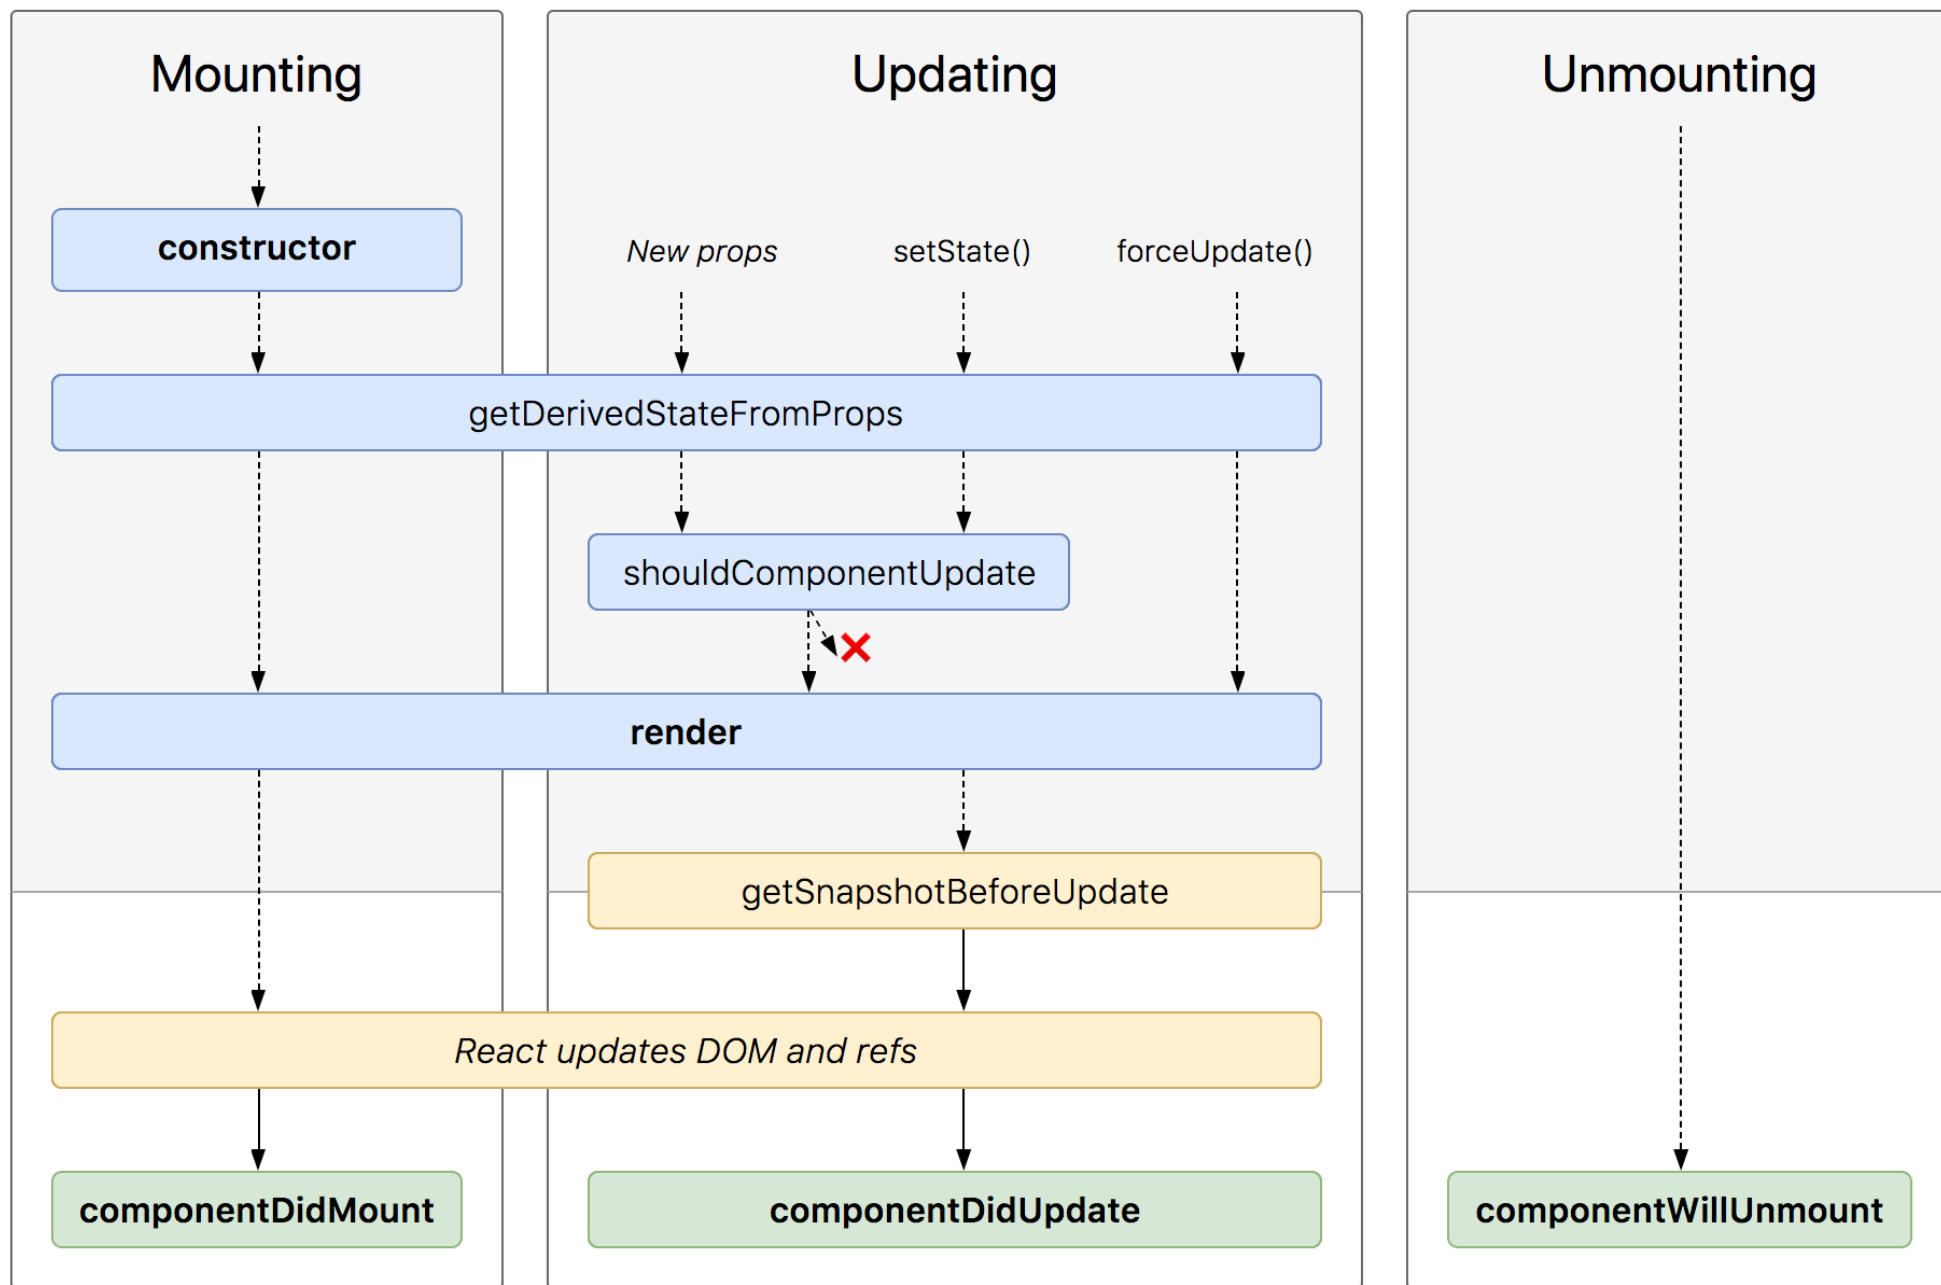 Mounting
Updating
Unmounting
constructor
New props
setState()
forceUpdate()
getDerivedStateFromProps
shouldComponentUpdate
render
getSnapshotBeforeUpdate
React updates DOM and refs
componentDidMount
componentDidUpdate
componentWillUnmount